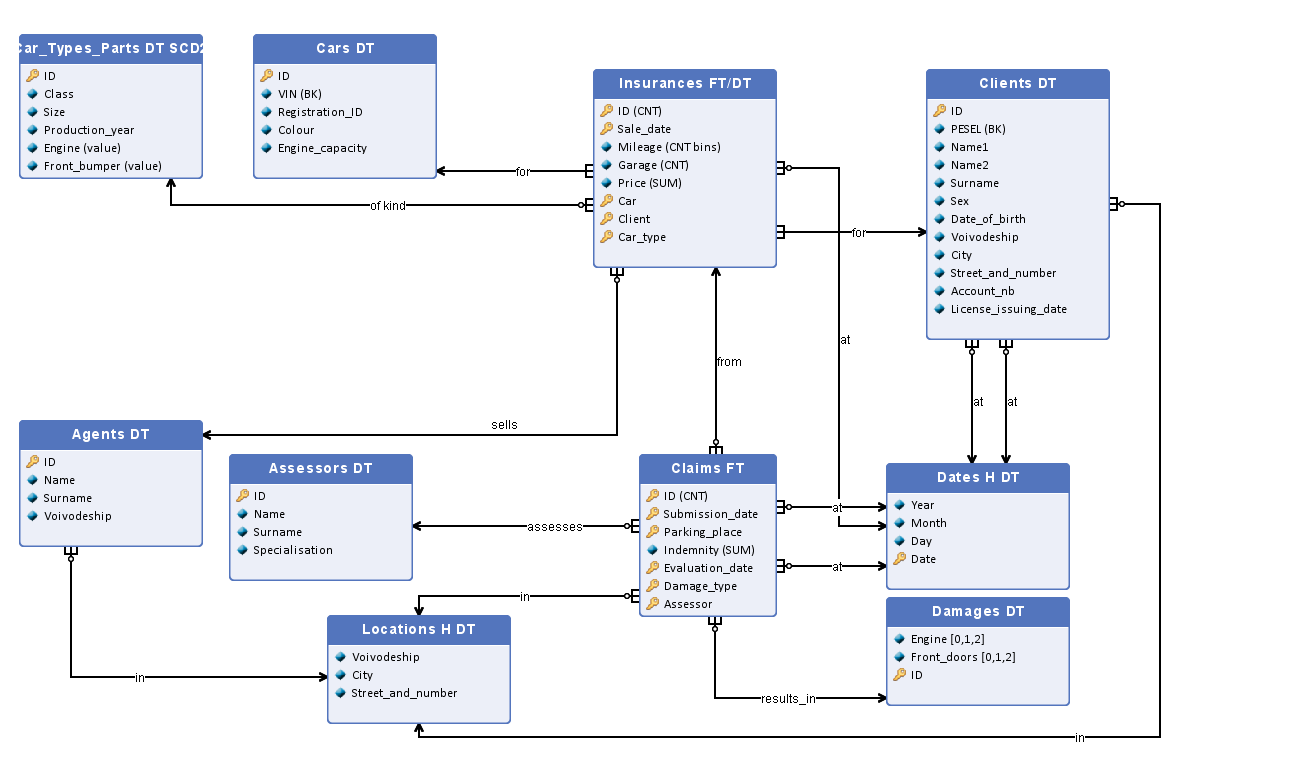 Car_Types_Parts DT SCD2
ID
Class
Size
Production_year
Engine (value)
Front_bumper (value)
Cars DT
ID
VIN (BK)
Registration_ID
Colour
Engine_capacity
Insurances FT/DT
ID (CNT)
Sale_date
Mileage (CNT bins)
Garage (CNT)
Price (SUM)
Car
Client
Car_type
Clients DT
ID
PESEL (BK)
Name1
Name2
Surname
Sex
Date_of_birth
Voivodeship
City
Street_and_number
Account_nb
License_issuing_date
for
of kind
for
at
from
at
at
sells
Agents DT
ID
Name
Surname
Voivodeship
Assessors DT
ID
Name
Surname
Specialisation
assesses
Claims FT
ID (CNT)
Submission_date
Parking_place
Indemnity (SUM)
Evaluation_date
Damage_type
Assessor
at
at
Dates H DT
Year
Month
Day
Date
in
Locations H DT
Voivodeship
City
Street_and_number
Damages DT
Engine [0,1,2]
Front_doors [0,1,2]
ID
in
results_in
in